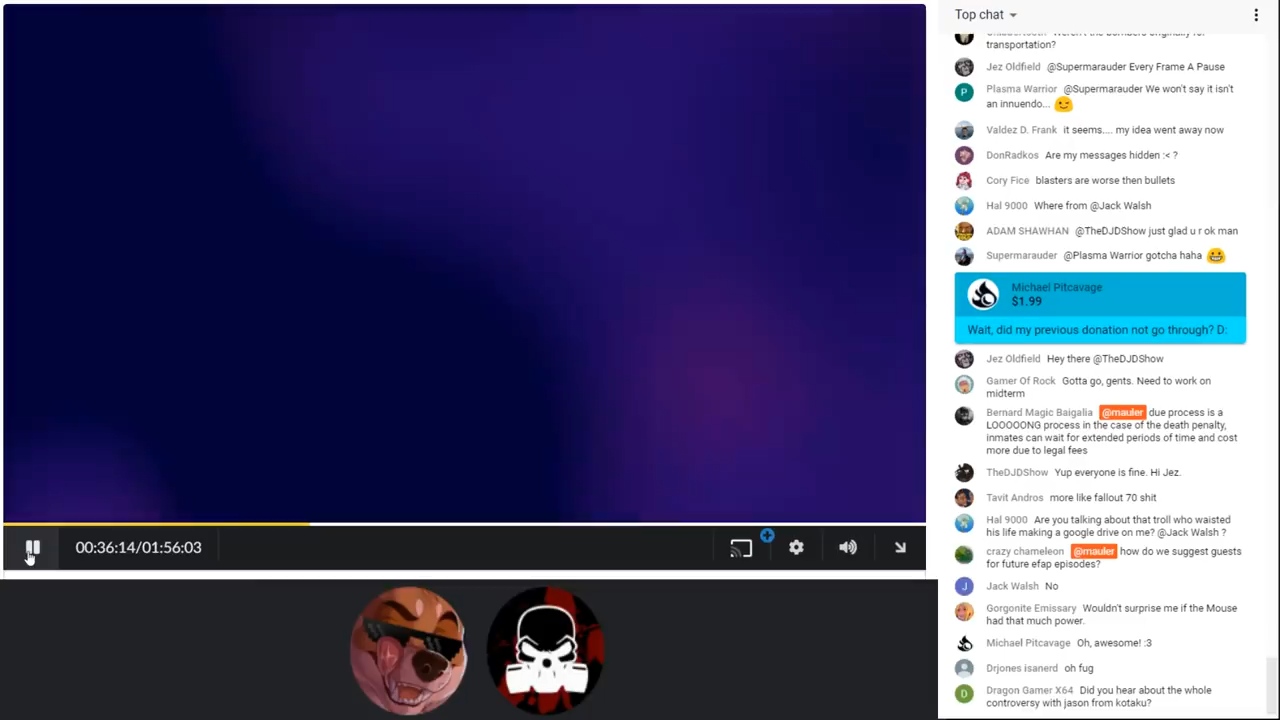 Top chat
transportation?
Jez Oldfield @Supermarauder Every Frame A Pause
Plasma Warrior @Supermarauder We won't say it isn't
an innuendo...
Valdez D. Frank it seems.... my idea went away now
DonRadkos Are my messages hidden :< ?
Cory Fice blasters are worse then bullets
Hal 9000 Where from @Jack Walsh
ADAM SHAWHAN @TheDJDShow just glad u r ok man
Supermarauder @Plasma Warrior gotcha haha
Michael Pitcavage
$1.99
Wait, did my previous donation not go through? D:
Jez Oldfield Hey there @TheDJDShow
Gamer Of Rock Gotta go, gents. Need to work on
midterm
Bernard Magic Baigalia @mauler due process is a
LOOOOONG process in the case of the death penalty,
inmates can wait for extended periods of time and cost
more due to legal fees
TheDJDShow Yup everyone is fine. Hi Jez.
Tavit Andros more like fallout 70 shit
Hal 9000 Are you talking about that troll who waisted
his life making a google drive on me? @Jack Walsh ?
crazy chameleon @mauler how do we suggest guests
for future efap episodes?
Jack Walsh No
Gorgonite Emissary Wouldn't surprise me if the Mouse
had that much power.
Michael Pitcavage Oh, awesome! :3
Drjones isanerd oh fug
Dragon Gamer X64 Did you hear about the whole
controversy with jason from kotaku?
00:36:14/01:56:03
P
J
D